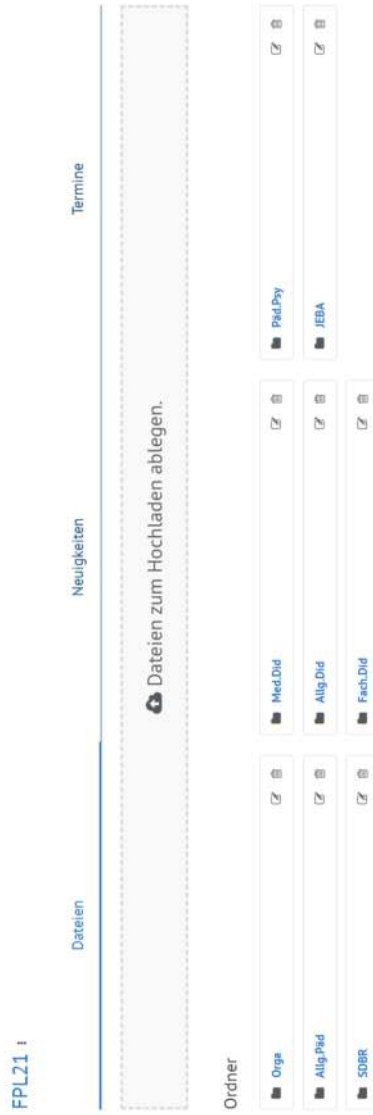 FPL21
Dateien Neuigkeiten Termine
Dateien zum Hochladen ablegen.
Ordner
Orga Med.Did Päd.Psy
Allg.Päd Allg.Did JEBA
SDBR Fach.Did